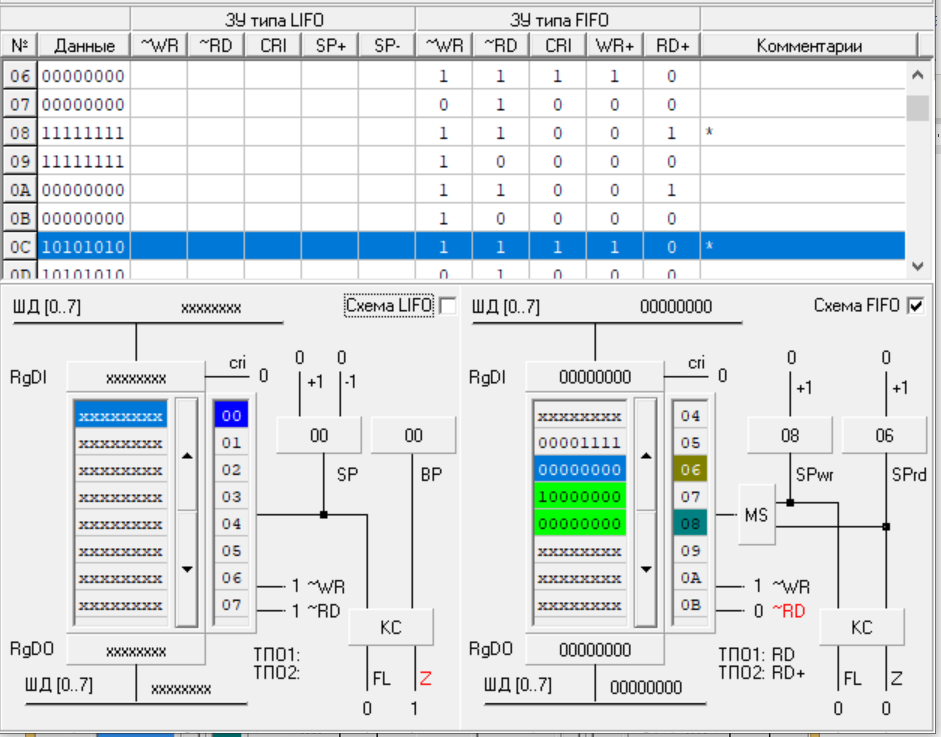 ЗУ типа LIFO ЗУ типа FIFO
№ Данные ~WR ~RD CRI SP+ SP- ~WR ~RD CRI WR+ RD+ Комментарии
06 00000000 1 1 1 1 0
07 00000000 0 1 0 0 0
08 11111111 1 1 0 0 1 *
09 11111111 1 0 0 0 0
0A 00000000 1 1 0 0 1
0B 00000000 1 0 0 0 0
0C 10101010 1 1 1 1 0 *
0D 10101010 0 1 0 0 0
ШД [0..7] xxxxxxxx Схема LIFO
cri 0 0
RgDI xxxxxxxx 0 +1 -1
xxxxxxxx 00
xxxxxxxx 01 00 00
xxxxxxxx 02 SP BP
xxxxxxxx 03
xxxxxxxx 04
xxxxxxxx 05
xxxxxxxx 06 1 ~WR
xxxxxxxx 07 1 ~RD
КС
RgDO xxxxxxxx ТПО1:
ТПО2:
ШД [0..7] xxxxxxxx FL Z
0 1
ШД [0..7] 00000000 Схема FIFO
cri 0 0
RgDI 00000000 0 +1 +1
xxxxxxxx 04
00001111 05 08 06
00000000 06 SPwr SPrd
10000000 07
00000000 08 MS
xxxxxxxx 09
xxxxxxxx 0A 1 ~WR
xxxxxxxx 0B 0 ~RD
КС
RgDO 00000000 ТПО1: RD
ТПО2: RD+
ШД [0..7] 00000000 FL Z
0 0